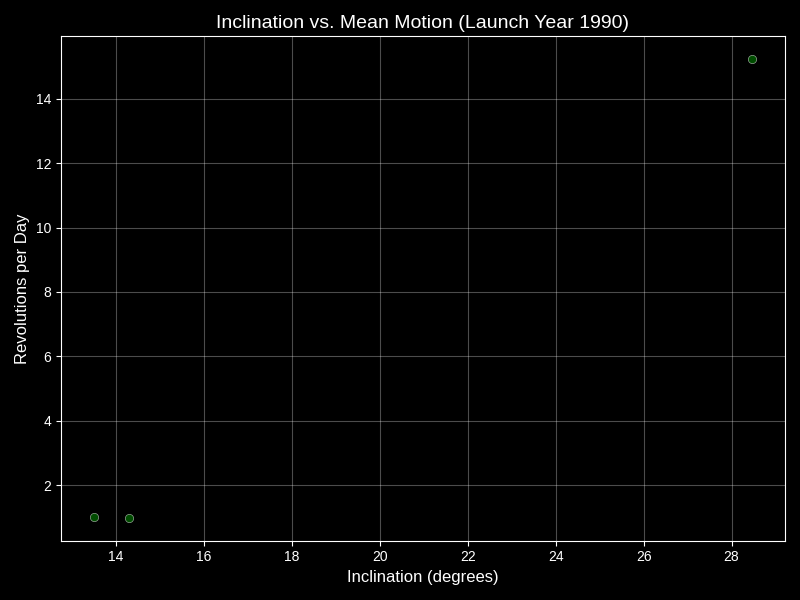 Inclination vs. Mean Motion (Launch Year 1990)
Revolutions per Day
14
12
10
8
6
4
2
14 16 18 20 22 24 26 28
Inclination (degrees)